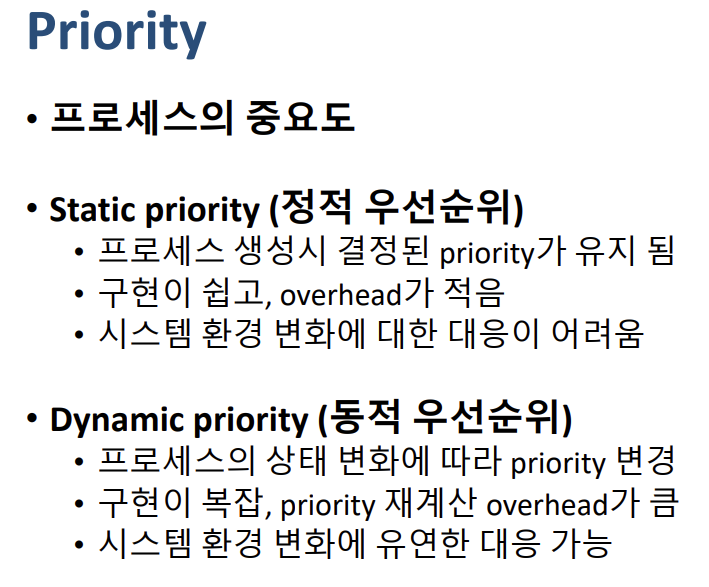 Priority
• 프로세스의 중요도
• Static priority (정적 우선순위)
• 프로세스 생성시 결정된 priority가 유지 됨
• 구현이 쉽고, overhead가 적음
• 시스템 환경 변화에 대한 대응이 어려움
• Dynamic priority (동적 우선순위)
• 프로세스의 상태 변화에 따라 priority 변경
• 구현이 복잡, priority 재계산 overhead가 큼
• 시스템 환경 변화에 유연한 대응 가능